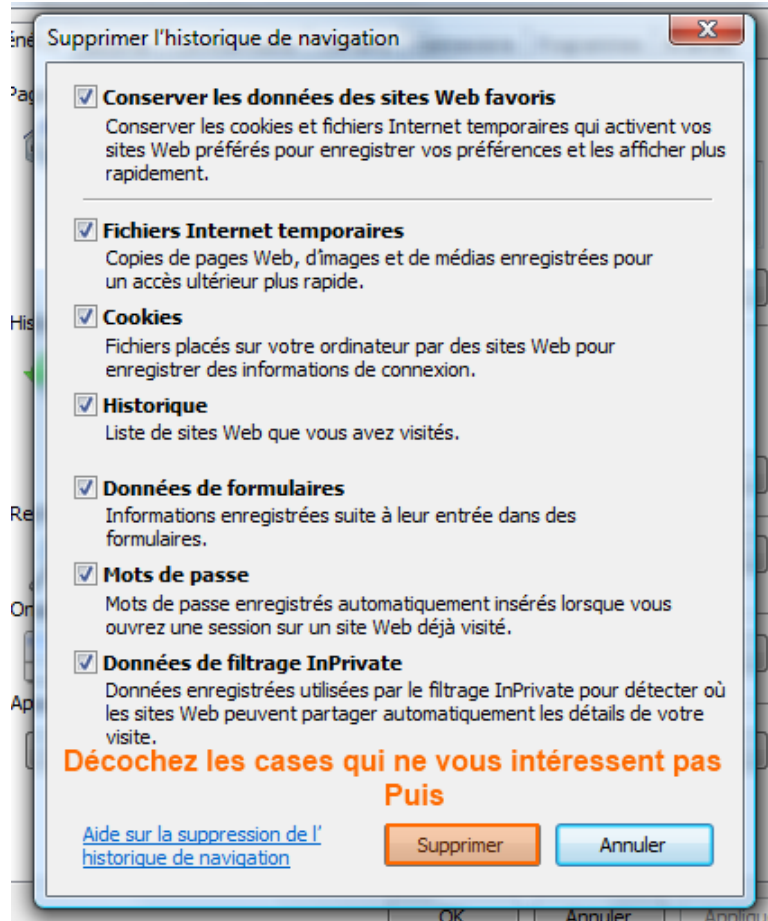 Supprimer l'historique de navigation
Conserver les données des sites Web favoris
Conserver les cookies et fichiers Internet temporaires qui activent vos
sites Web préférés pour enregistrer vos préférences et les afficher plus
rapidement.
Fichiers Internet temporaires
Copies de pages Web, d'images et de médias enregistrées pour
un accès ultérieur plus rapide.
Cookies
Fichiers placés sur votre ordinateur par des sites Web pour
enregistrer des informations de connexion.
Historique
Liste de sites Web que vous avez visités.
Données de formulaires
Informations enregistrées suite à leur entrée dans des
formulaires.
Mots de passe
Mots de passe enregistrés automatiquement insérés lorsque vous
ouvrez une session sur un site Web déjà visité.
Données de filtrage InPrivate
Données enregistrées utilisées par le filtrage InPrivate pour détecter où
les sites Web peuvent partager automatiquement les détails de votre
visite.
Décochez les cases qui ne vous intéressent pas
Puis
Aide sur la suppression de l'
historique de navigation
Supprimer
Annuler
OK
Annuler